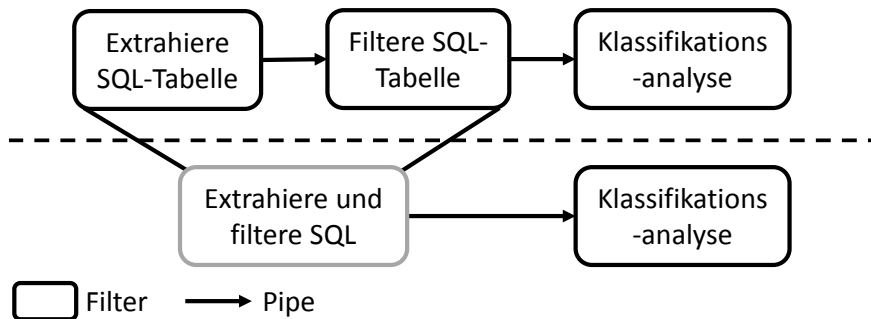 Extrahiere
SQL-Tabelle
Filtere SQL-
Tabelle
Klassifikations
-analyse
Extrahiere und
filtere SQL
Klassifikations
-analyse
Filter
Pipe